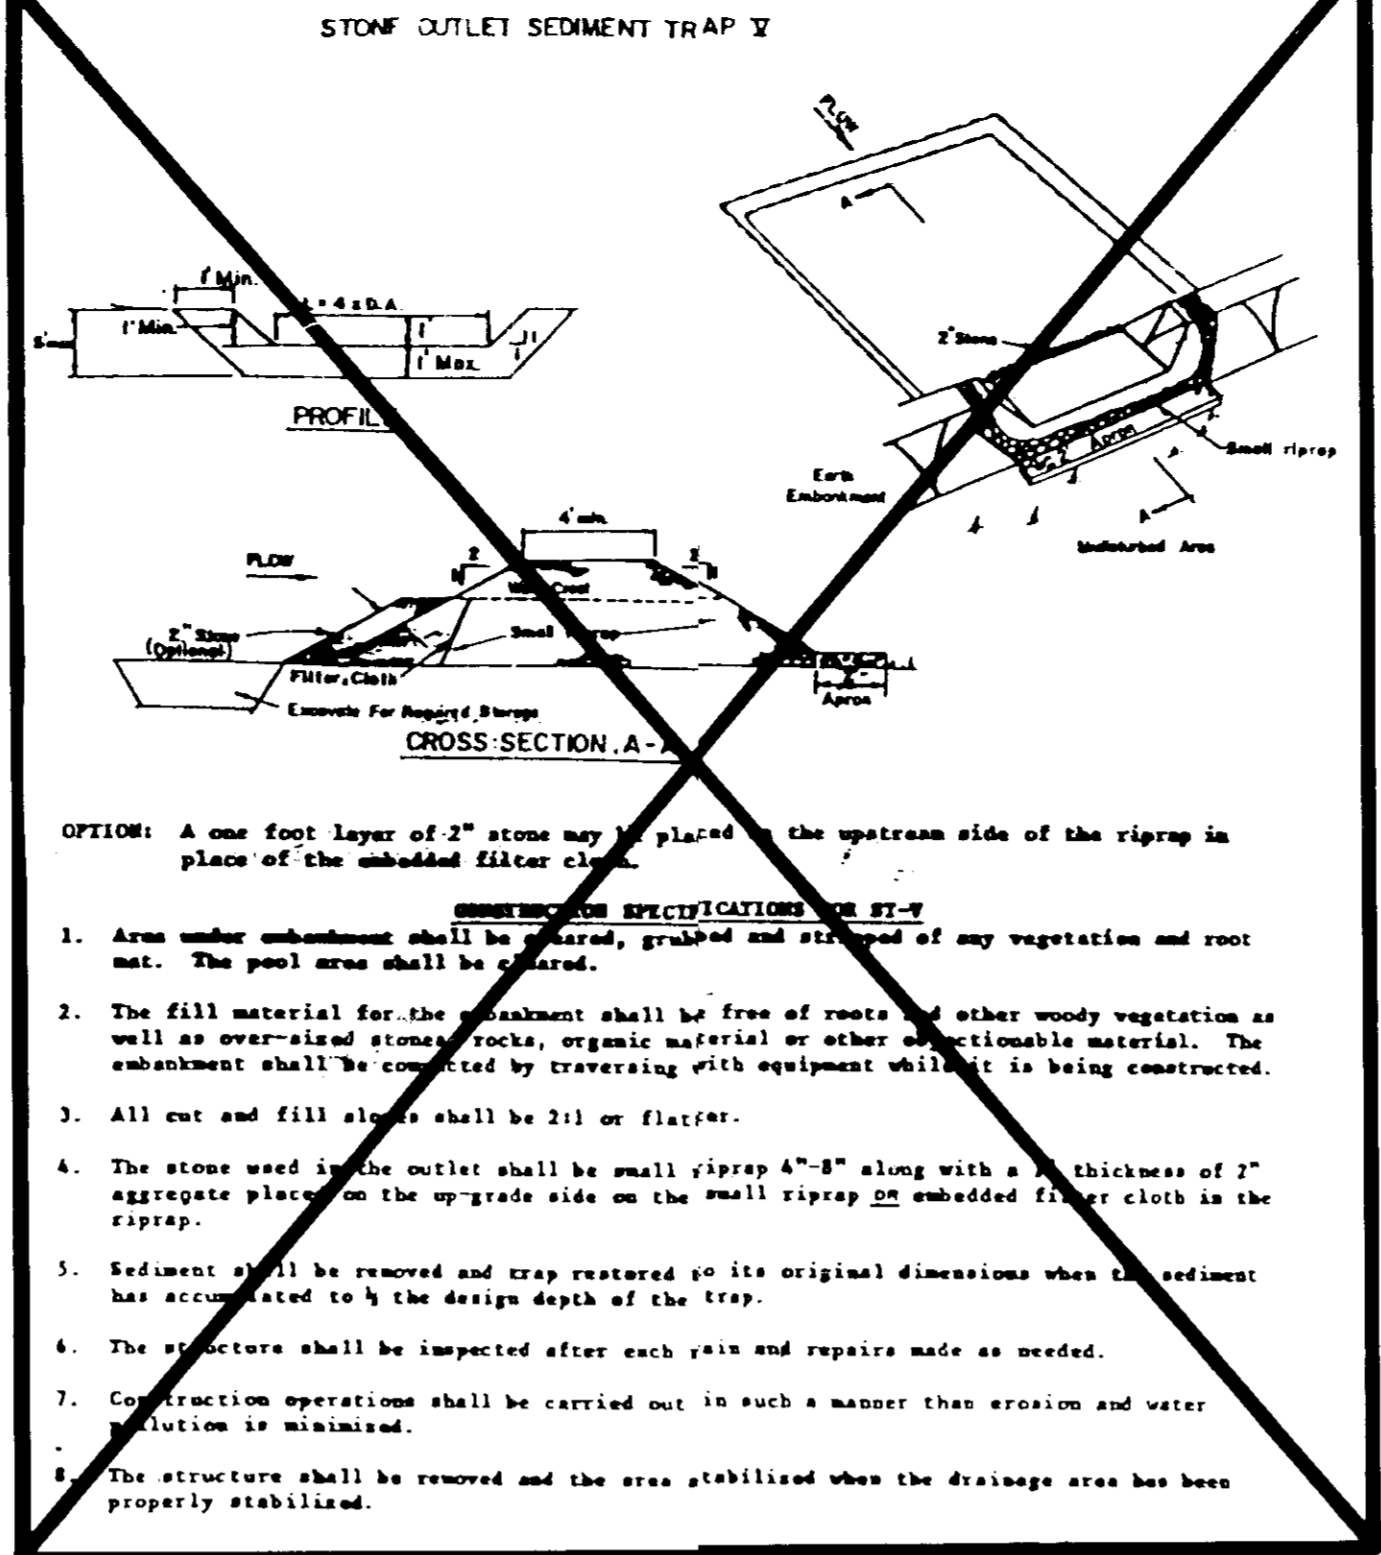 STONE OUTLET SEDIMENT TRAP V
FLOW
A
1' Min.
L = 4 x D.A.
1' Min.
1'
1
1
5' max
1' Max.
2" Stone
PROFILE
Apron
Small riprap
Earth
Embankment
A
4' min.
Undisturbed Area
FLOW
2
2
Weir Crest
2" Stone
(Optional)
Small riprap
Filter Cloth
Apron
Excavate For Required Storage
CROSS SECTION A-A
OPTION: A one foot layer of 2" stone may be placed on the upstream side of the riprap in
place of the embedded filter cloth.
CONSTRUCTION SPECIFICATIONS FOR ST-V
1. Area under embankment shall be cleared, grubbed and stripped of any vegetation and root
mat. The pool area shall be cleared.
2. The fill material for the embankment shall be free of roots and other woody vegetation as
well as over-sized stones, rocks, organic material or other objectionable material. The
embankment shall be compacted by traversing with equipment while it is being constructed.
3. All cut and fill slopes shall be 2:1 or flatter.
4. The stone used in the outlet shall be small riprap 4"-8" along with a 1' thickness of 2"
aggregate placed on the up-grade side on the small riprap OR embedded filter cloth in the
riprap.
5. Sediment shall be removed and trap restored to its original dimensions when the sediment
has accumulated to ½ the design depth of the trap.
6. The structure shall be inspected after each rain and repairs made as needed.
7. Construction operations shall be carried out in such a manner than erosion and water
pollution is minimized.
8. The structure shall be removed and the area stabilized when the drainage area has been
properly stabilized.